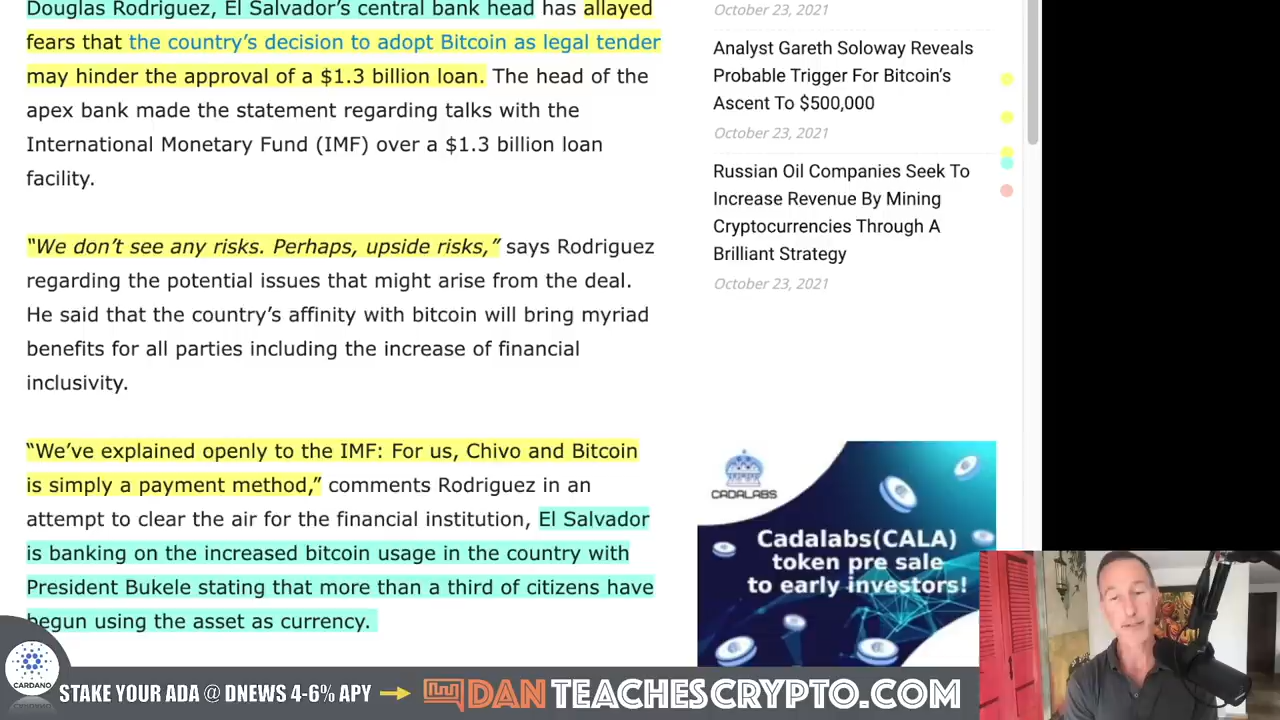 Douglas Rodriguez, El Salvador’s central bank head has allayed
fears that the country’s decision to adopt Bitcoin as legal tender
may hinder the approval of a $1.3 billion loan. The head of the
apex bank made the statement regarding talks with the
International Monetary Fund (IMF) over a $1.3 billion loan
facility.
“We don’t see any risks. Perhaps, upside risks,” says Rodriguez
regarding the potential issues that might arise from the deal.
He said that the country’s affinity with bitcoin will bring myriad
benefits for all parties including the increase of financial
inclusivity.
“We’ve explained openly to the IMF: For us, Chivo and Bitcoin
is simply a payment method,” comments Rodriguez in an
attempt to clear the air for the financial institution, El Salvador
is banking on the increased bitcoin usage in the country with
President Bukele stating that more than a third of citizens have
begun using the asset as currency.
October 23, 2021
Analyst Gareth Soloway Reveals
Probable Trigger For Bitcoin’s
Ascent To $500,000
October 23, 2021
Russian Oil Companies Seek To
Increase Revenue By Mining
Cryptocurrencies Through A
Brilliant Strategy
October 23, 2021
CADALABS
Cadalabs(CALA)
token pre sale
to early investors!
CARDANO
STAKE YOUR ADA @ DNEWS 4-6% APY
DANTEACHESCRYPTO.COM